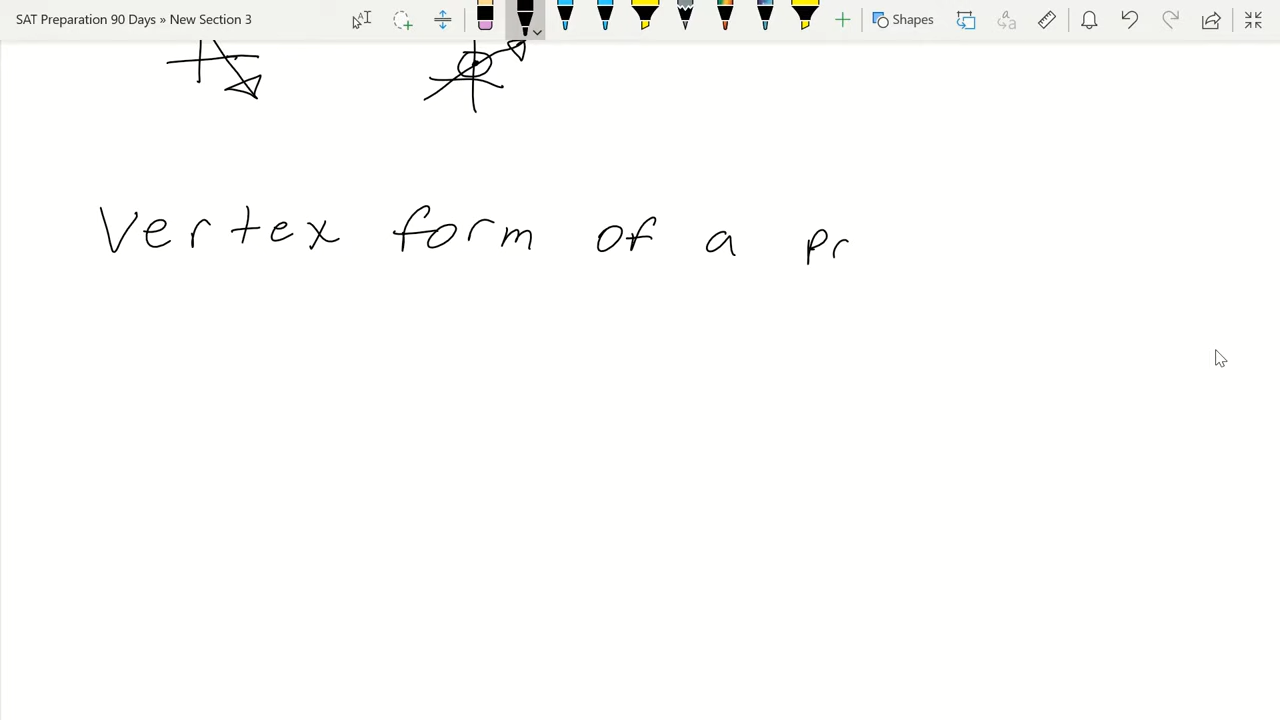 SAT Preparation 90 Days » New Section 3
Shapes
Vertex form of a pr